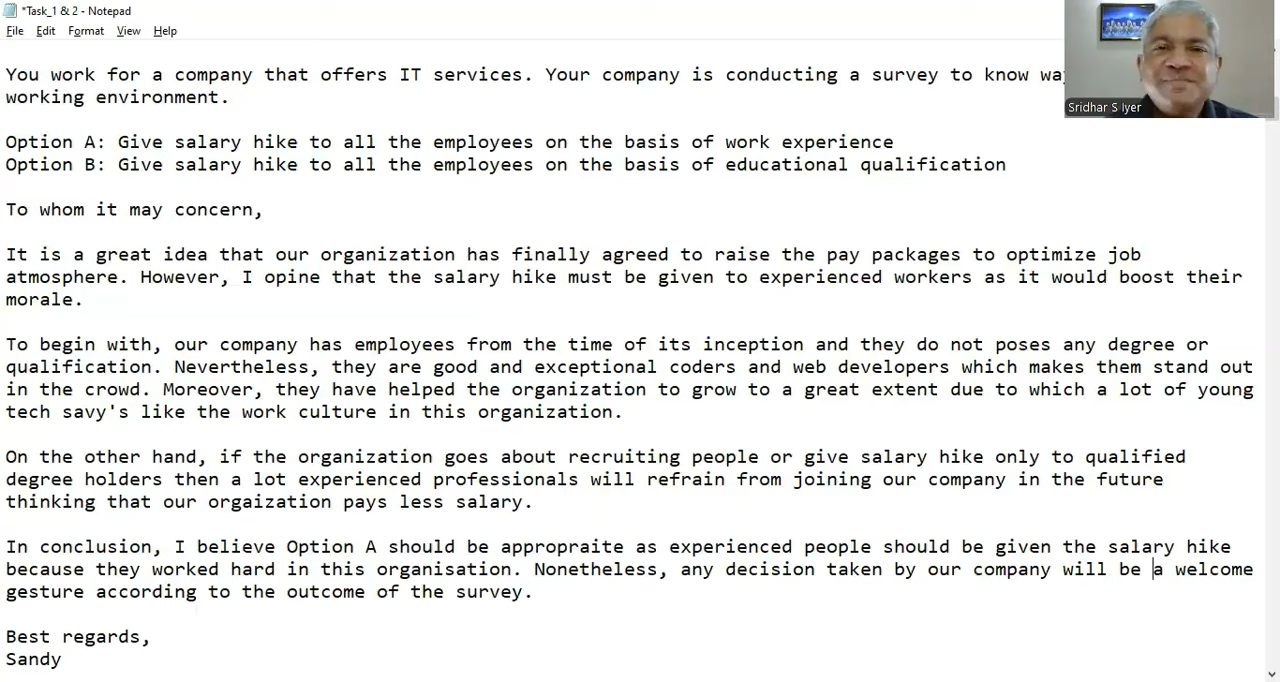 *Task_1 & 2 - Notepad
File Edit Format View Help
You work for a company that offers IT services. Your company is conducting a survey to know
working environment.
Option A: Give salary hike to all the employees on the basis of work experience
Option B: Give salary hike to all the employees on the basis of educational qualification
To whom it may concern,
It is a great idea that our organization has finally agreed to raise the pay packages to optimize job
atmosphere. However, I opine that the salary hike must be given to experienced workers as it would boost their
morale.
To begin with, our company has employees from the time of its inception and they do not poses any degree or
qualification. Nevertheless, they are good and exceptional coders and web developers which makes them stand out
in the crowd. Moreover, they have helped the organization to grow to a great extent due to which a lot of young
tech savy's like the work culture in this organization.
On the other hand, if the organization goes about recruiting people or give salary hike only to qualified
degree holders then a lot experienced professionals will refrain from joining our company in the future
thinking that our orgaization pays less salary.
In conclusion, I believe Option A should be appropraite as experienced people should be given the salary hike
because they worked hard in this organisation. Nonetheless, any decision taken by our company will be a welcome
gesture according to the outcome of the survey.
Best regards,
Sandy
Sridhar S Iyer